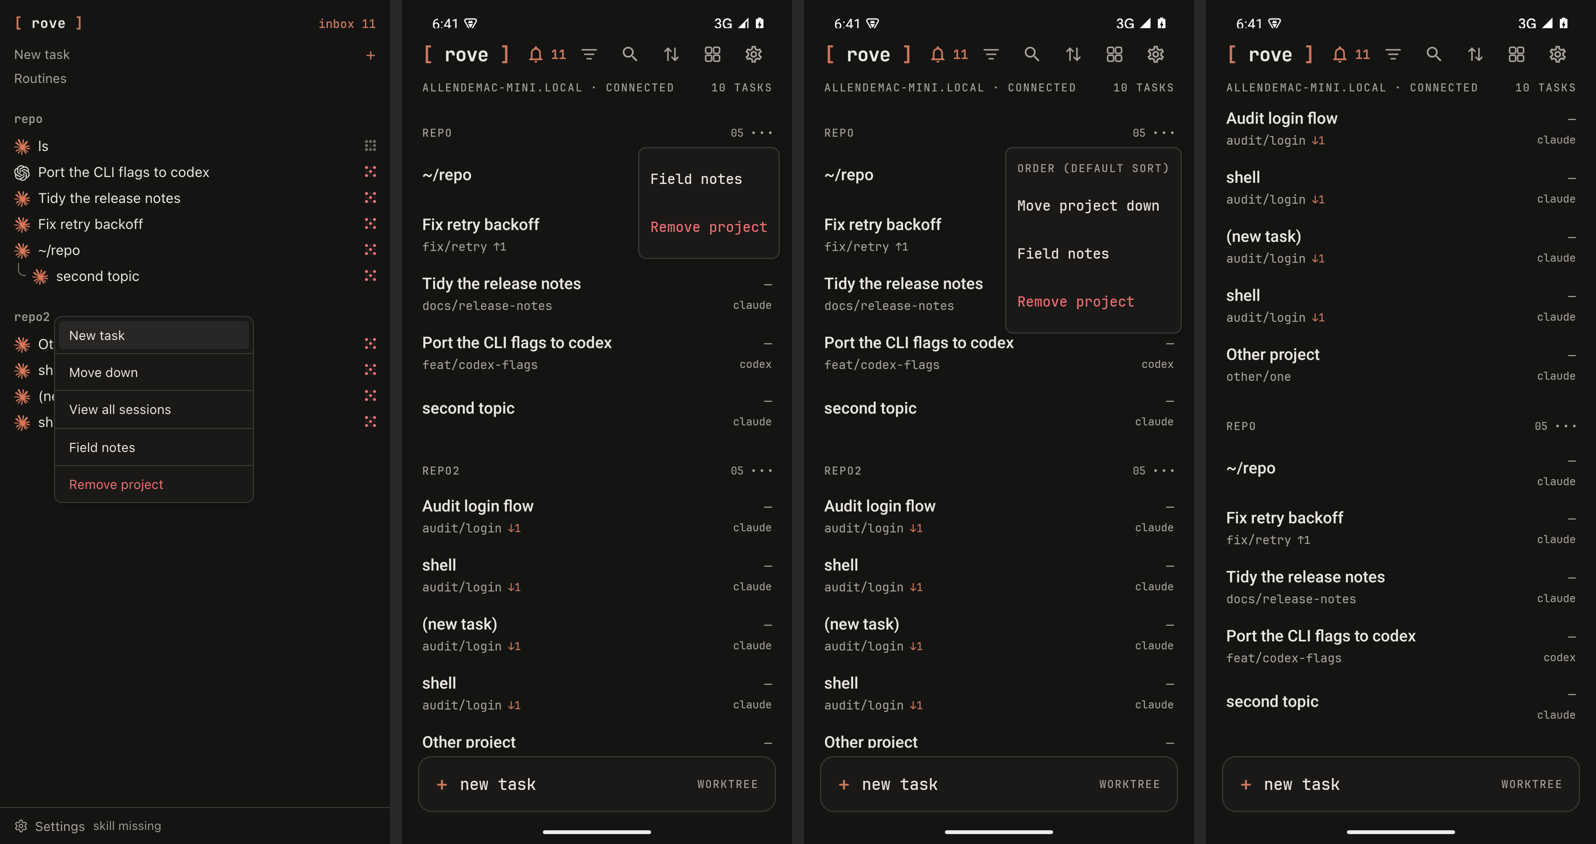 [ rove ]
inbox 11
New task
+
Routines
repo
ls
Port the CLI flags to codex
Tidy the release notes
Fix retry backoff
~/repo
second topic
repo2
Ot
sh
(ne
sh
New task
Move down
View all sessions
Field notes
Remove project
Settings skill missing
6:41
3G
[ rove ] 11
ALLENDEMAC-MINI.LOCAL · CONNECTED 10 TASKS
REPO 05 ···
~/repo
Field notes
Remove project
Fix retry backoff
fix/retry ↑1
Tidy the release notes –
docs/release-notes claude
Port the CLI flags to codex –
feat/codex-flags codex
second topic –
claude
REPO2 05 ···
Audit login flow –
audit/login ↓1 claude
shell –
audit/login ↓1 claude
(new task) –
audit/login ↓1 claude
shell –
audit/login ↓1 claude
Other project –
+ new task WORKTREE
6:41
3G
[ rove ] 11
ALLENDEMAC-MINI.LOCAL · CONNECTED 10 TASKS
REPO 05 ···
~/repo
ORDER (DEFAULT SORT)
Move project down
Field notes
Remove project
Fix retry backoff
fix/retry ↑1
Tidy the release notes
docs/release-notes
Port the CLI flags to codex –
feat/codex-flags codex
second topic –
claude
REPO2 05 ···
Audit login flow –
audit/login ↓1 claude
shell –
audit/login ↓1 claude
(new task) –
audit/login ↓1 claude
shell –
audit/login ↓1 claude
Other project –
+ new task WORKTREE
6:41
3G
[ rove ] 11
ALLENDEMAC-MINI.LOCAL · CONNECTED 10 TASKS
Audit login flow –
audit/login ↓1 claude
shell –
audit/login ↓1 claude
(new task) –
audit/login ↓1 claude
shell –
audit/login ↓1 claude
Other project –
other/one claude
REPO 05 ···
~/repo –
claude
Fix retry backoff –
fix/retry ↑1 claude
Tidy the release notes –
docs/release-notes claude
Port the CLI flags to codex –
feat/codex-flags codex
second topic –
claude
+ new task WORKTREE